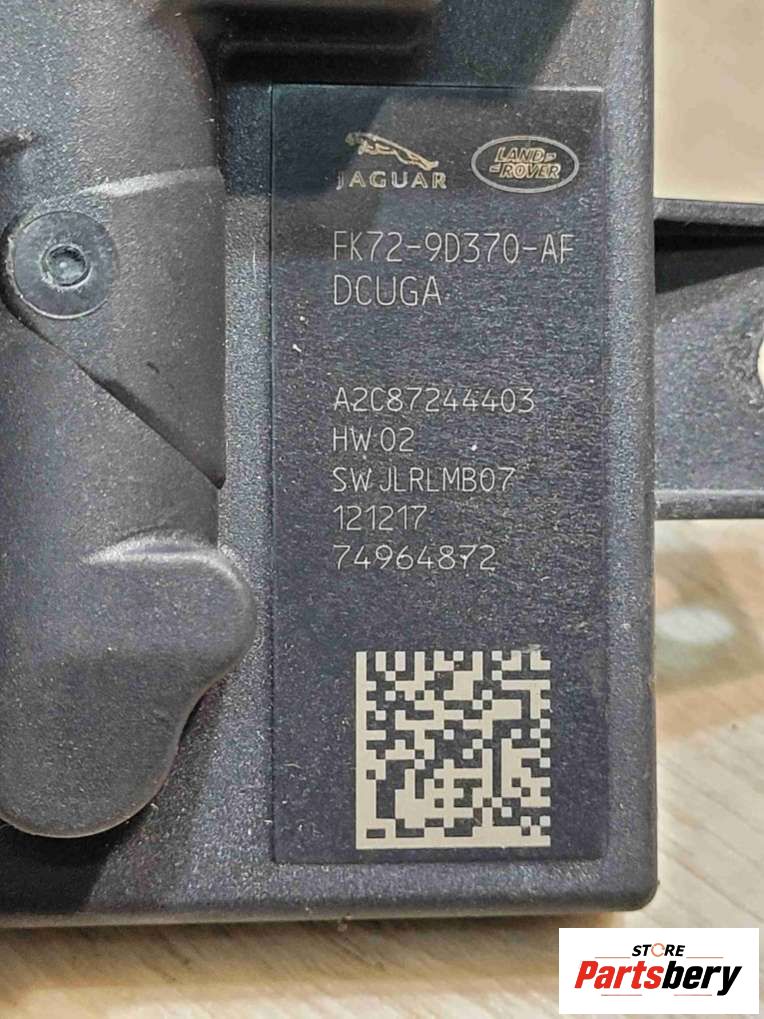 JAGUAR
LAND-
-ROVER
FK72-9D370-AF
DCUGA
A2C87244403
HW 02
SW JLRLMB07
121217
74964872
STORE
Partsbery